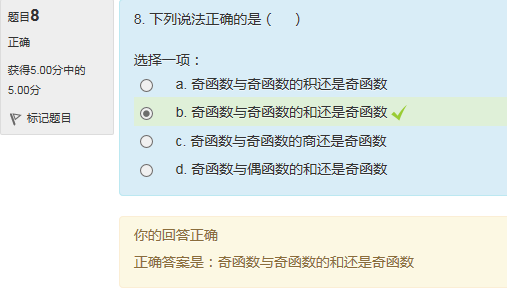 题目8
正确
获得5.00分中的
5.00分
标记题目
8. 下列说法正确的是（　　）
选择一项：
a. 奇函数与奇函数的积还是奇函数
b. 奇函数与奇函数的和还是奇函数
c. 奇函数与奇函数的商还是奇函数
d. 奇函数与偶函数的和还是奇函数
你的回答正确
正确答案是：奇函数与奇函数的和还是奇函数